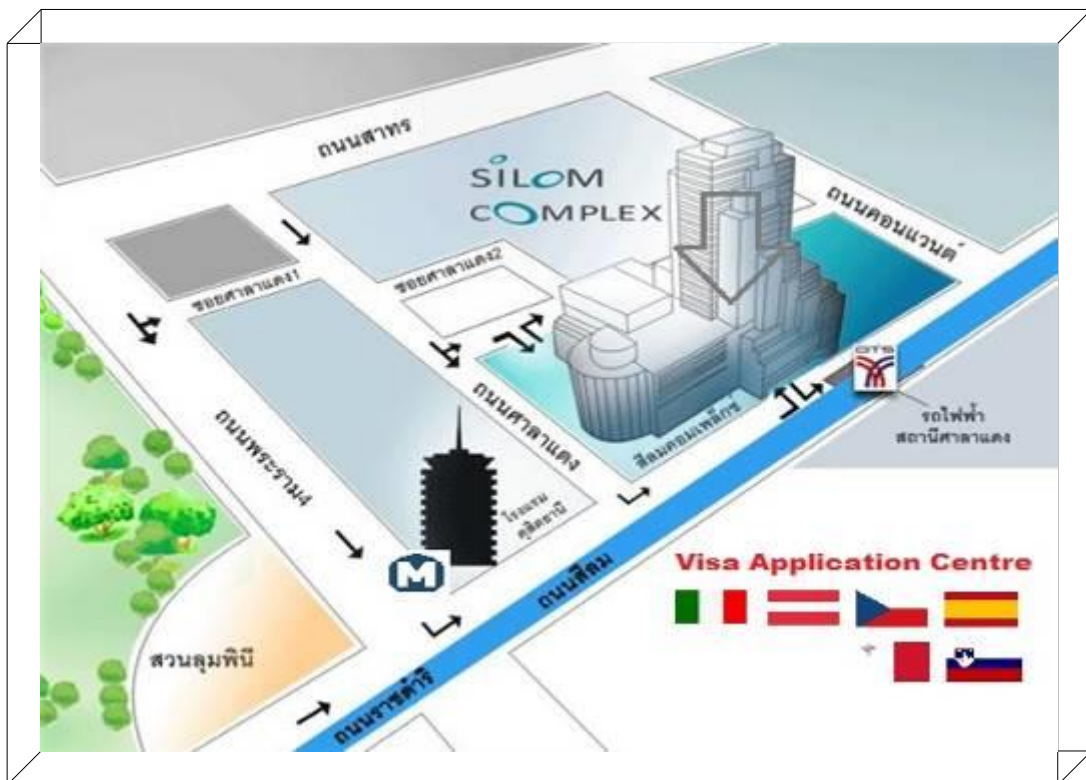 ถนนสาทร
SILOM
COMPLEX
ถนนคอนแวนต์
ซอยศาลาแดง1
ซอยศาลาแดง2
BTS
รถไฟฟ้า
สถานีศาลาแดง
ถนนศาลาแดง
สีลมคอมเพล็กซ์
ถนนพระราม4
โรงแรม
ดุสิตธานี
M
ถนนสีลม
Visa Application Centre
สวนลุมพินี
ถนนราชดำริ